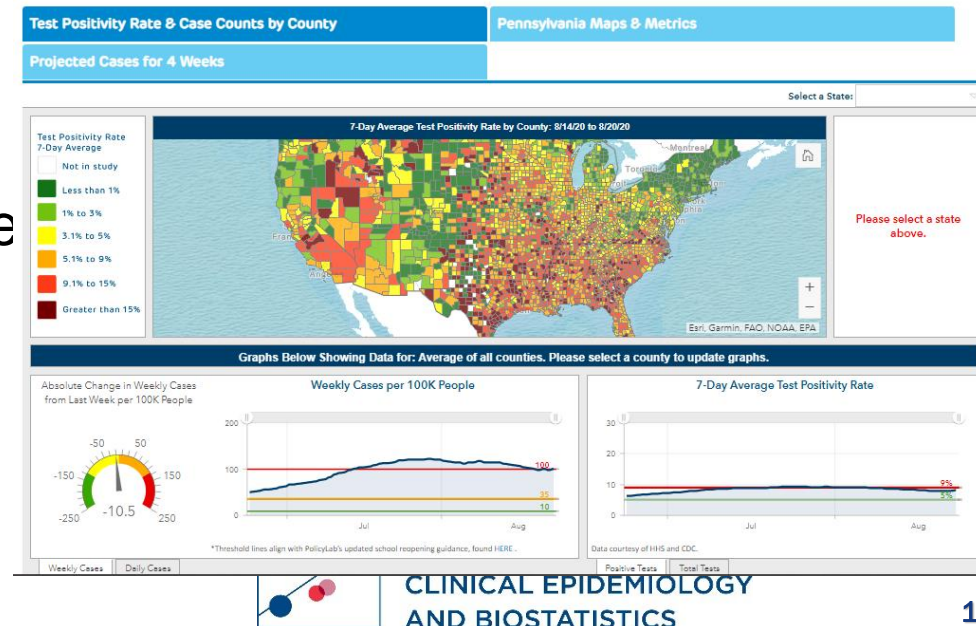 Test Positivity Rate & Case Counts by County
Pennsylvania Maps & Metrics
Projected Cases for 4 Weeks
Select a State:
Test Positivity Rate
7-Day Average
Not in study
Less than 1%
1% to 3%
3.1% to 5%
5.1% to 9%
9.1% to 15%
Greater than 15%
7-Day Average Test Positivity Rate by County: 8/14/20 to 8/20/20
Montreal
Esri, Garmin, FAO, NOAA, EPA
Please select a state
above.
Graphs Below Showing Data for: Average of all counties. Please select a county to update graphs.
Absolute Change in Weekly Cases
from Last Week per 100K People
-50 50
-150 150
-250 250
-10.5
Weekly Cases per 100K People
200
100 100
35
10
0
Jul Aug
*Threshold lines align with PolicyLab's updated school reopening guidance, found HERE .
Weekly Cases Daily Cases
7-Day Average Test Positivity Rate
30
20
10 9%
5%
0
Jul Aug
Data courtesy of HHS and CDC.
Positive Tests Total Tests
e
CLINICAL EPIDEMIOLOGY
AND BIOSTATISTICS
1